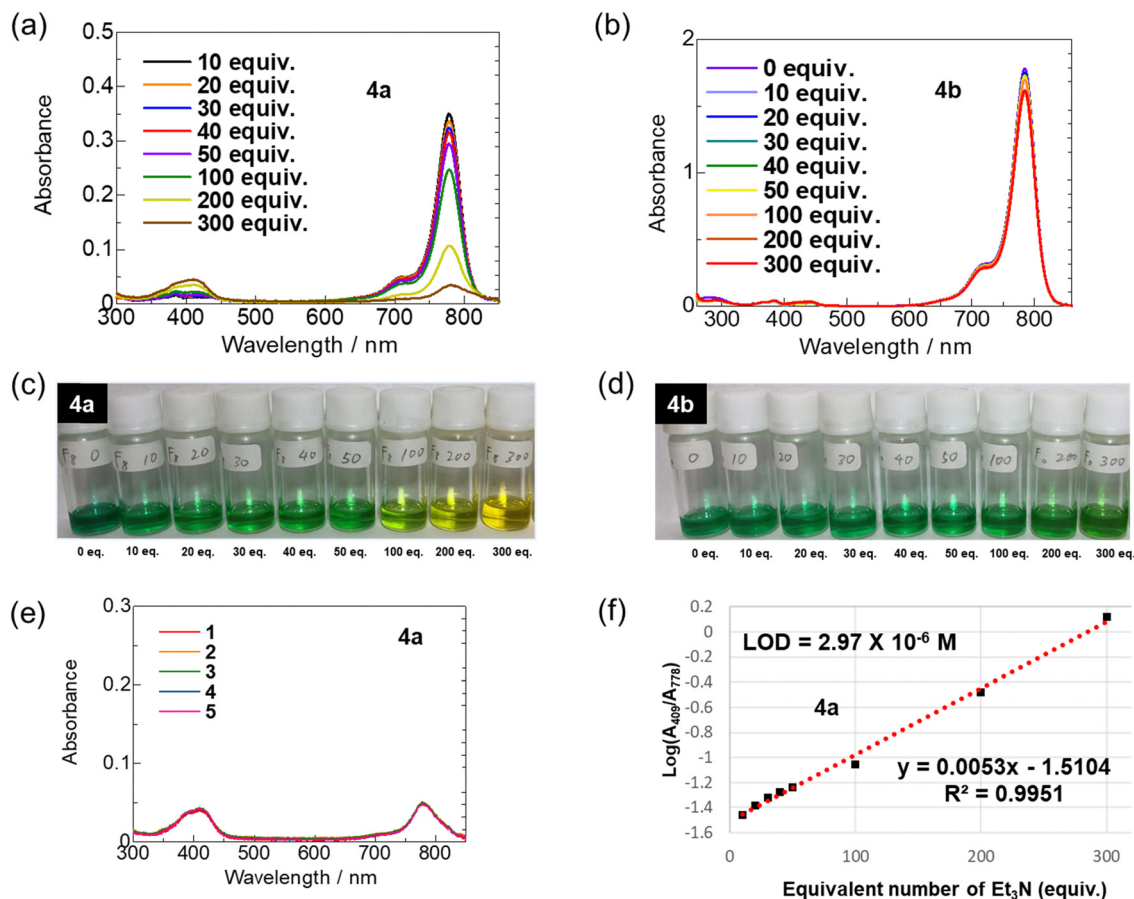 (a)
0.5
0.4
0.3
0.2
0.1
0
Absorbance
10 equiv.
20 equiv.
30 equiv.
40 equiv.
50 equiv.
100 equiv.
200 equiv.
300 equiv.
4a
300 400 500 600 700 800
Wavelength / nm
(b)
2
1
0
Absorbance
0 equiv.
10 equiv.
20 equiv.
30 equiv.
40 equiv.
50 equiv.
100 equiv.
200 equiv.
300 equiv.
4b
300 400 500 600 700 800
Wavelength / nm
(c)
4a
F8 0
F8 10
F8 20
F8 30
F8 40
F8 50
F8 100
F8 200
F8 300
0 eq. 10 eq. 20 eq. 30 eq. 40 eq. 50 eq. 100 eq. 200 eq. 300 eq.
(d)
4b
0
10
20
30
40
50
100
F0 200
F0 300
0 eq. 10 eq. 20 eq. 30 eq. 40 eq. 50 eq. 100 eq. 200 eq. 300 eq.
(e)
0.3
0.2
0.1
0
Absorbance
1
2
3
4
5
4a
300 400 500 600 700 800
Wavelength / nm
(f)
0.2
0
-0.2
-0.4
-0.6
-0.8
-1
-1.2
-1.4
-1.6
Log(A₄₀₉/A₇₇₈)
LOD = 2.97 X 10⁻⁶ M
4a
y = 0.0053x - 1.5104
R² = 0.9951
0 100 200 300
Equivalent number of Et₃N (equiv.)